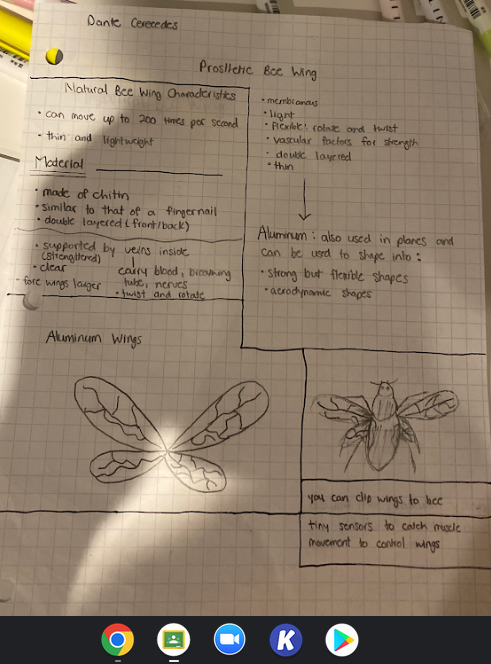 Dante Cerecedes
Prosthetic Bee Wing
Natural Bee Wing Characteristics
• can move up to 200 times per second
• thin and lightweight
Material
• made of chitin
• similar to that of a fingernail
• double layered (front/back)
• supported by veins inside
(strengthened)
• clear
carry blood, breathing
tube, nerves
- fore wings larger
• twist and rotate
• membranous
• light
• flexible: rotate and twist
• vascular factors for strength
• double layered
• thin
Aluminum: also used in planes and
can be used to shape into:
• strong but flexible shapes
• aerodynamic shapes
Aluminum Wings
you can clip wings to bee
tiny sensors to catch muscle
movement to control wings
K